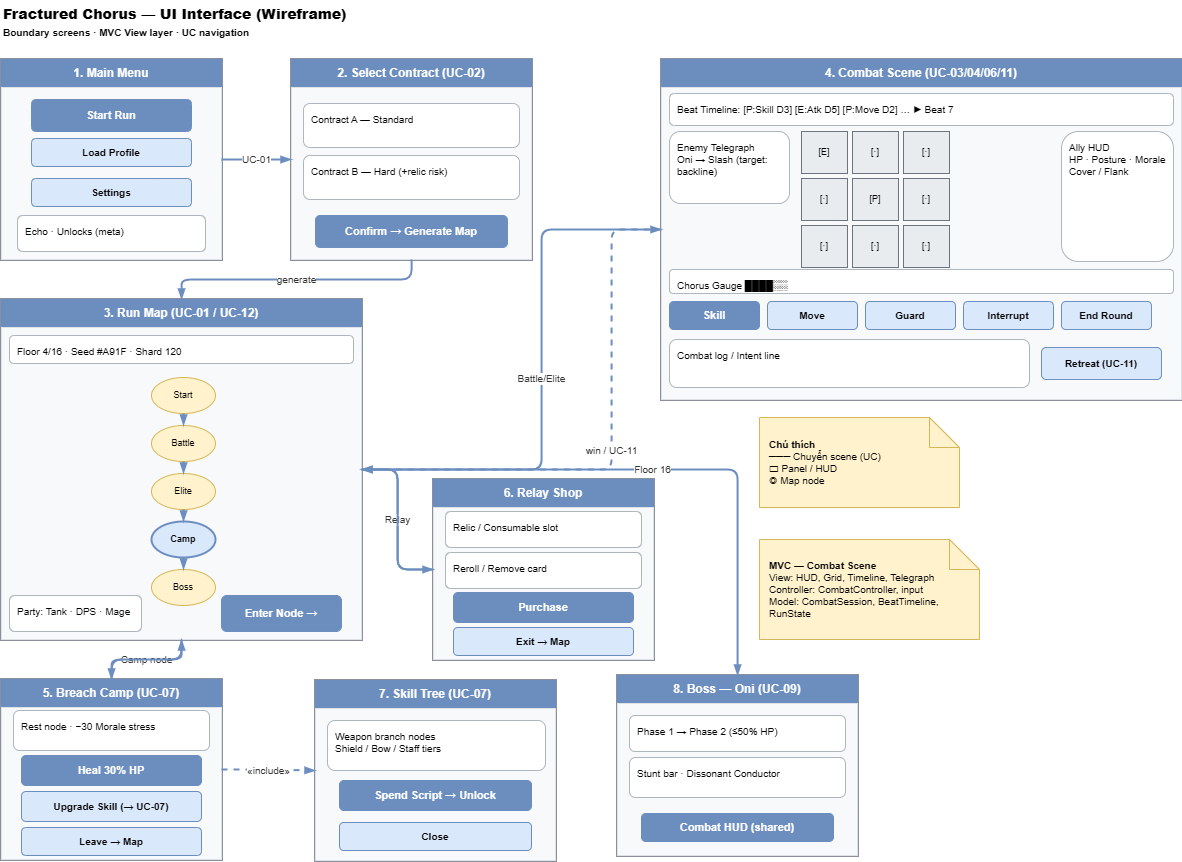 Fractured Chorus — UI Interface (Wireframe)
Boundary screens · MVC View layer · UC navigation
1. Main Menu
Start Run
Load Profile
Settings
Echo · Unlocks (meta)
UC-01
2. Select Contract (UC-02)
Contract A — Standard
Contract B — Hard (+relic risk)
Confirm → Generate Map
generate
3. Run Map (UC-01 / UC-12)
Floor 4/16 · Seed #A91F · Shard 120
Start
Battle
Elite
Camp
Boss
Party: Tank · DPS · Mage
Enter Node →
4. Combat Scene (UC-03/04/06/11)
Beat Timeline: [P:Skill D3] [E:Atk D5] [P:Move D2] ... ► Beat 7
Enemy Telegraph
Oni → Slash (target:
backline)
[E] [·] [·]
[·] [P] [·]
[·] [·] [·]
Ally HUD
HP · Posture · Morale
Cover / Flank
Chorus Gauge ████░░
Skill
Move
Guard
Interrupt
End Round
Combat log / Intent line
Retreat (UC-11)
Battle/Elite
win / UC-11
Floor 16
Relay
Camp node
Chú thích
─── Chuyển scene (UC)
□ Panel / HUD
◎ Map node
MVC — Combat Scene
View: HUD, Grid, Timeline, Telegraph
Controller: CombatController, input
Model: CombatSession, BeatTimeline,
RunState
6. Relay Shop
Relic / Consumable slot
Reroll / Remove card
Purchase
Exit → Map
5. Breach Camp (UC-07)
Rest node · −30 Morale stress
Heal 30% HP
Upgrade Skill (→ UC-07)
Leave → Map
«include»
7. Skill Tree (UC-07)
Weapon branch nodes
Shield / Bow / Staff tiers
Spend Script → Unlock
Close
8. Boss — Oni (UC-09)
Phase 1 → Phase 2 (≤50% HP)
Stunt bar · Dissonant Conductor
Combat HUD (shared)